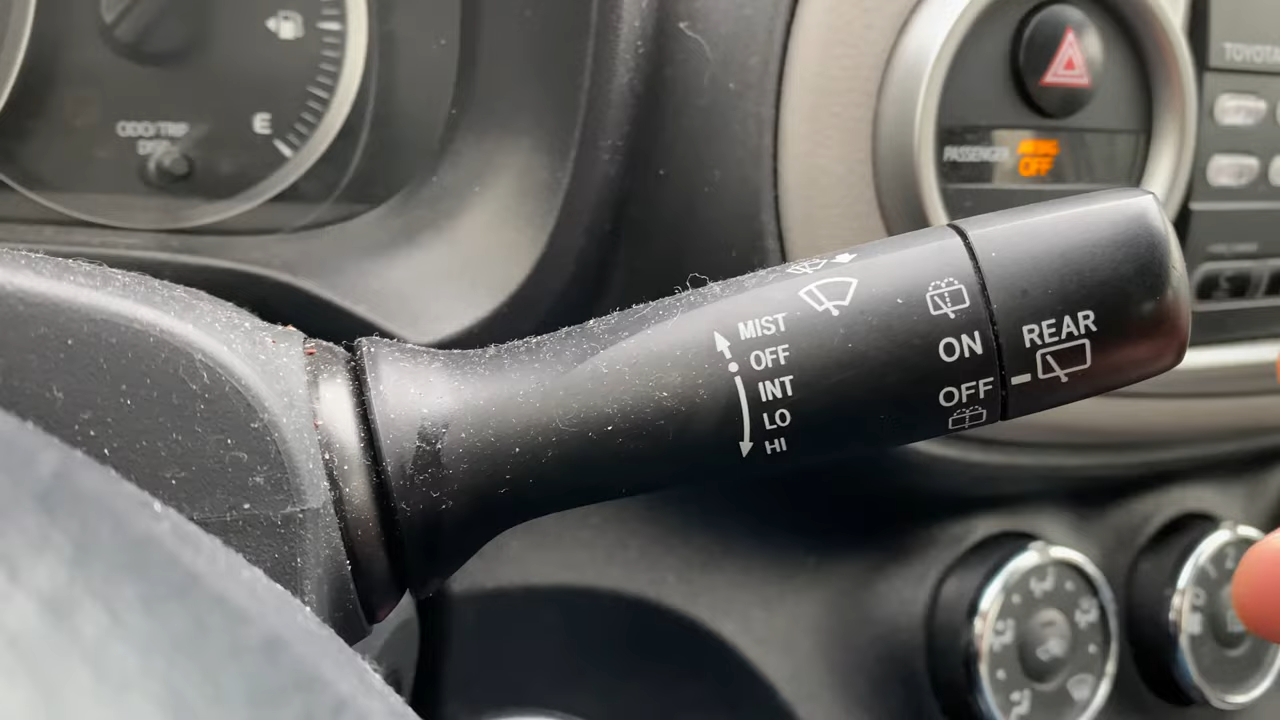 ODO/TRIP
E
PASSENGER
OFF
TOYOTA
MIST
OFF
INT
LO
HI
ON
OFF
REAR